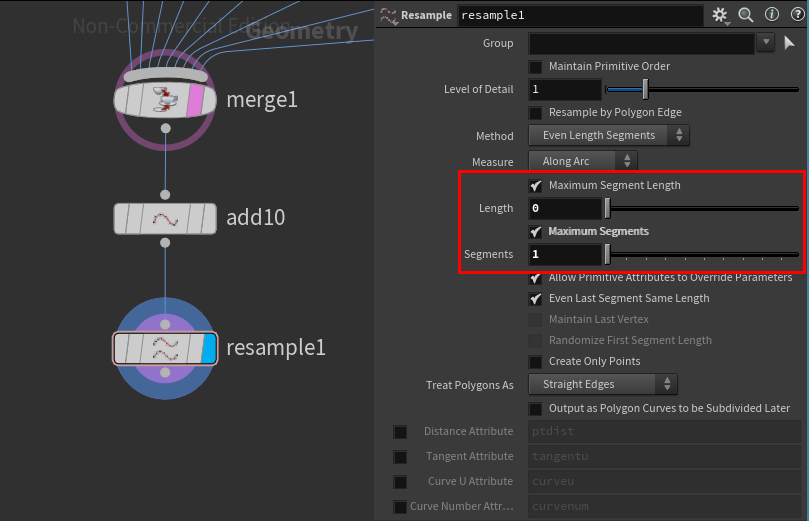 Non-Commercial Edition
Geometry
merge1
add10
resample1
Resample resample1
Group
Maintain Primitive Order
Level of Detail 1
Resample by Polygon Edge
Method Even Length Segments
Measure Along Arc
Maximum Segment Length
Length 0
Maximum Segments
Segments 1
Allow Primitive Attributes to Override Parameters
Even Last Segment Same Length
Maintain Last Vertex
Randomize First Segment Length
Create Only Points
Treat Polygons As Straight Edges
Output as Polygon Curves to be Subdivided Later
Distance Attribute ptdist
Tangent Attribute tangentu
Curve U Attribute curveu
Curve Number Attr... curvenum